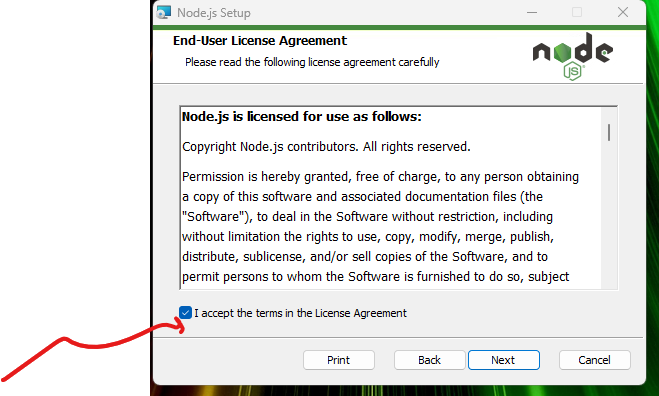 Node.js Setup
End-User License Agreement
Please read the following license agreement carefully
node
JS
Node.js is licensed for use as follows:
Copyright Node.js contributors. All rights reserved.
Permission is hereby granted, free of charge, to any person obtaining
a copy of this software and associated documentation files (the
"Software"), to deal in the Software without restriction, including
without limitation the rights to use, copy, modify, merge, publish,
distribute, sublicense, and/or sell copies of the Software, and to
permit persons to whom the Software is furnished to do so, subject
I accept the terms in the License Agreement
Print Back Next Cancel